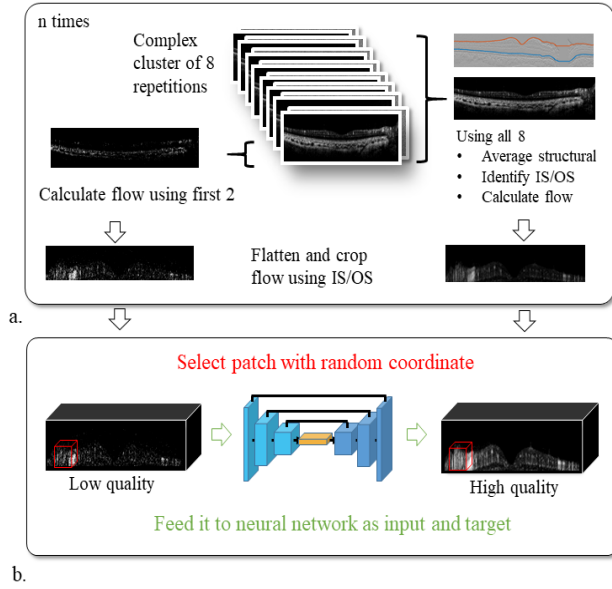 n times
Complex
cluster of 8
repetitions
Calculate flow using first 2
Using all 8
• Average structural
• Identify IS/OS
• Calculate flow
Flatten and crop
flow using IS/OS
a.
Select patch with random coordinate
Low quality
High quality
Feed it to neural network as input and target
b.